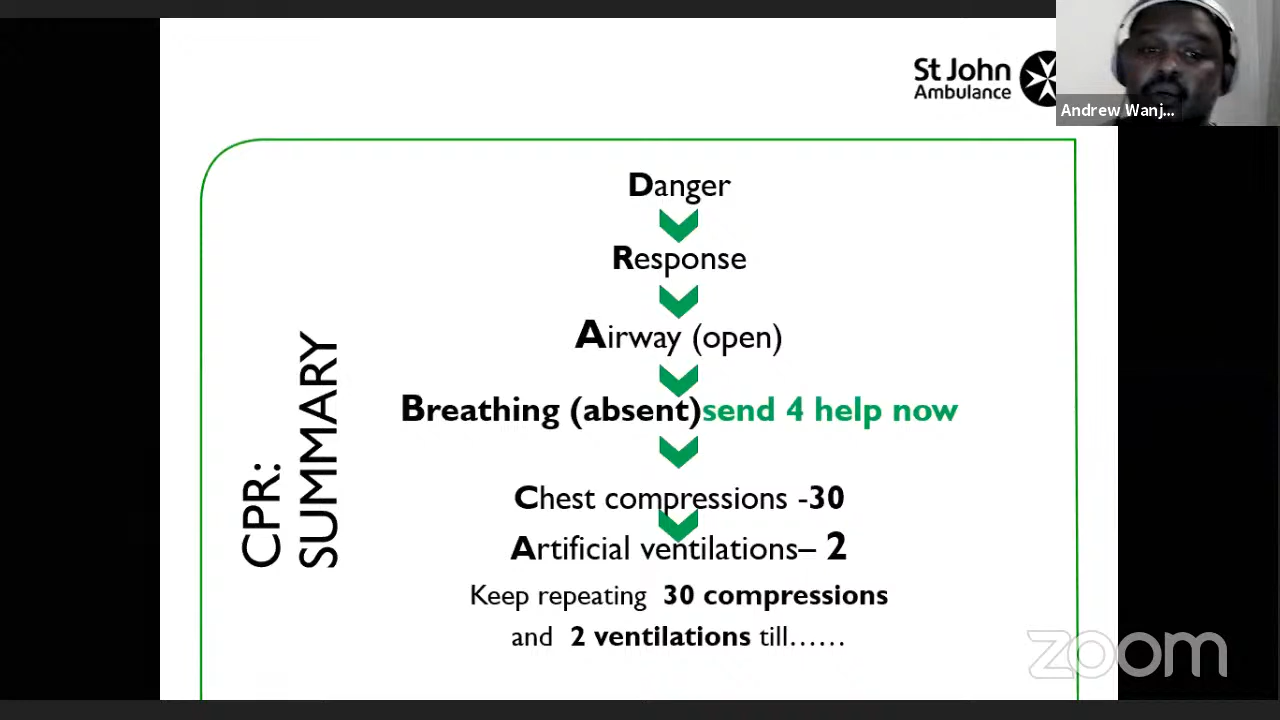 St John
Ambulance
Andrew Wanj...
Danger
Response
Airway (open)
Breathing (absent)send 4 help now
Chest compressions -30
Artificial ventilations– 2
Keep repeating 30 compressions
and 2 ventilations till......
CPR:
SUMMARY
zoom